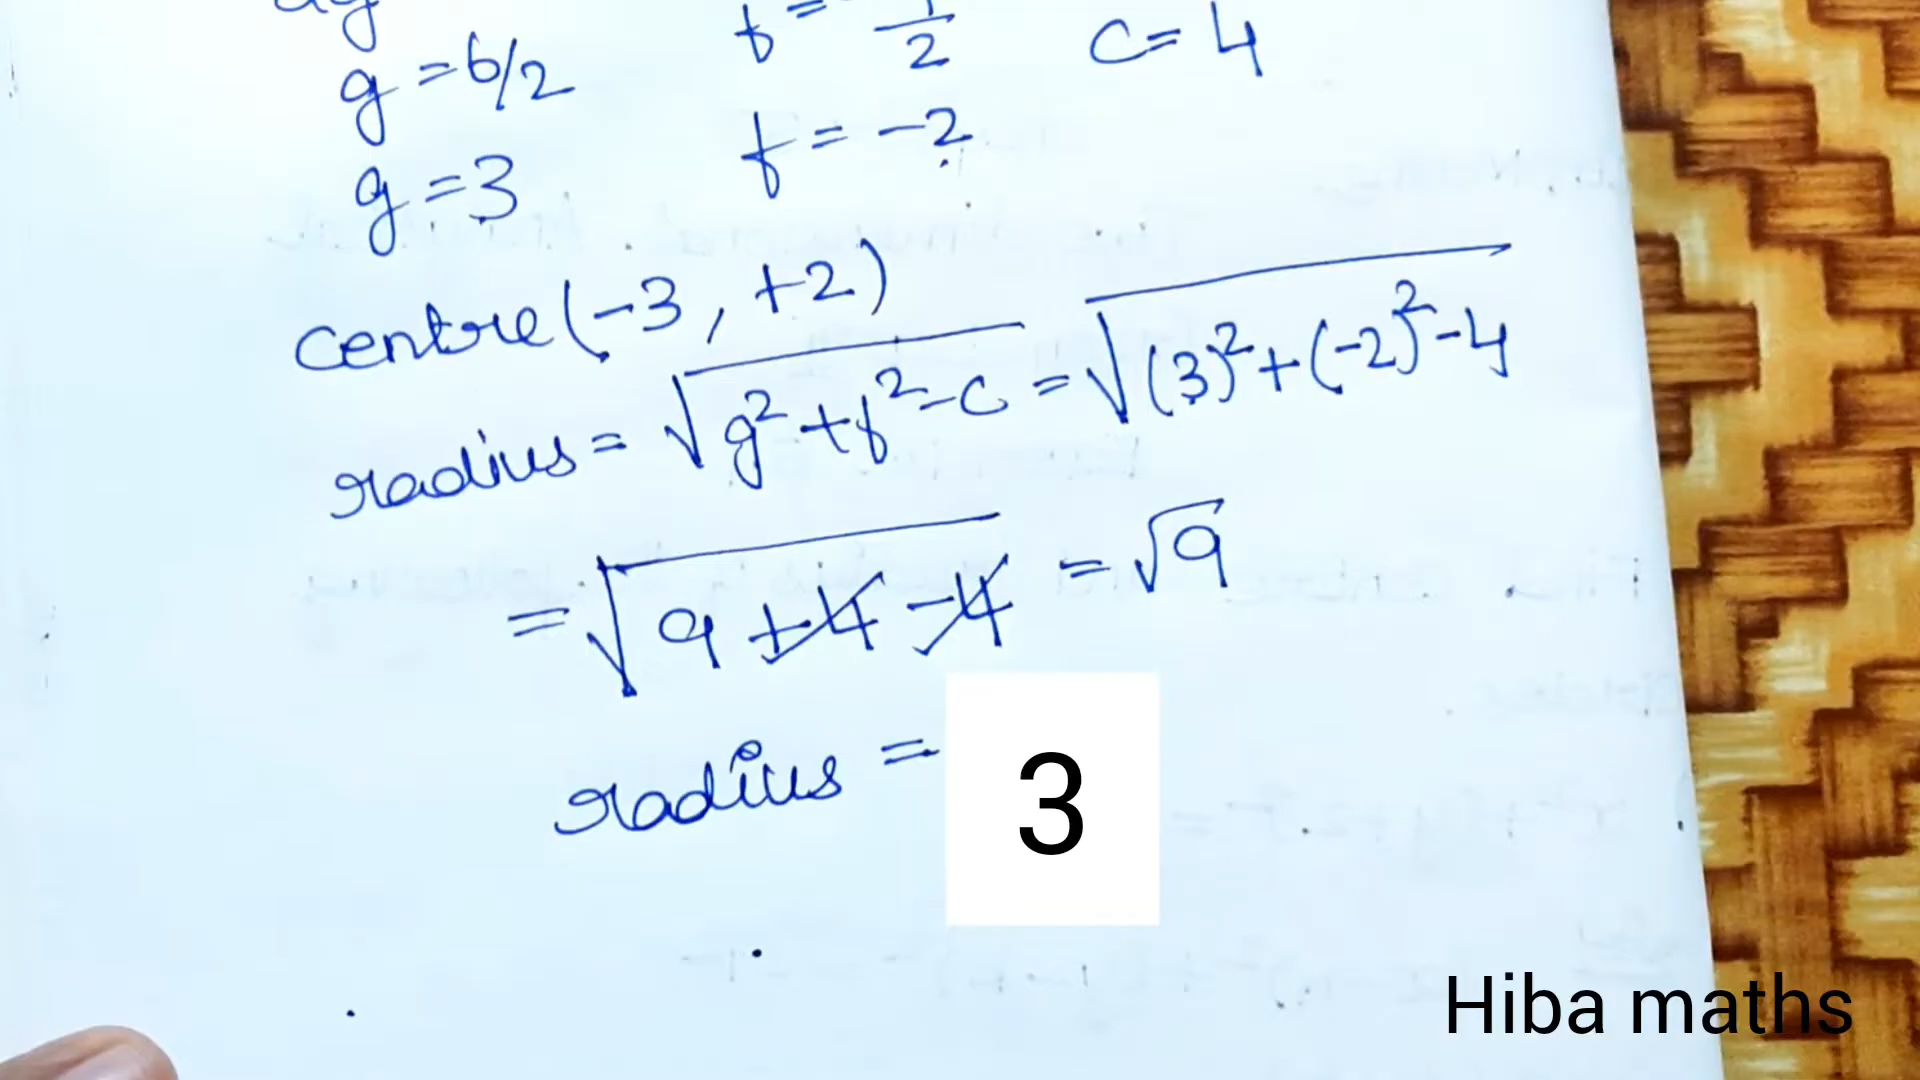 g = 6/2
f = 
2
c = 4
g = 3
f = -2
centre (-3, +2)
radius = √g²+f²-c = √(3)²+(-2)²-4
= √9+4-4 = √9
radius = 3
Hiba maths